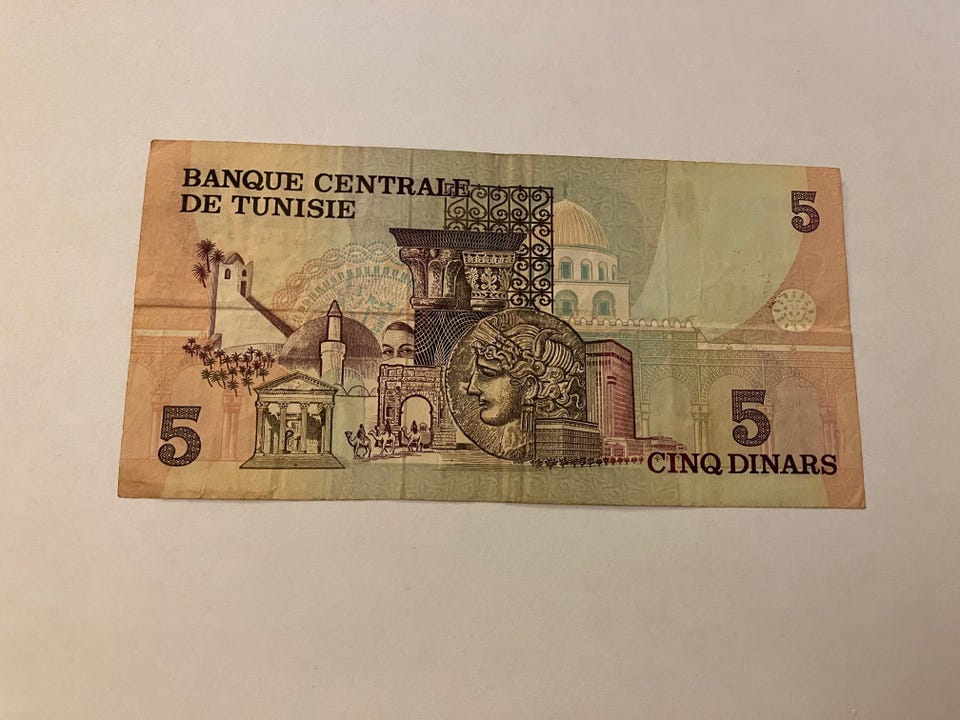 BANQUE CENTRALE
DE TUNISIE
5
5
5
CINQ DINARS